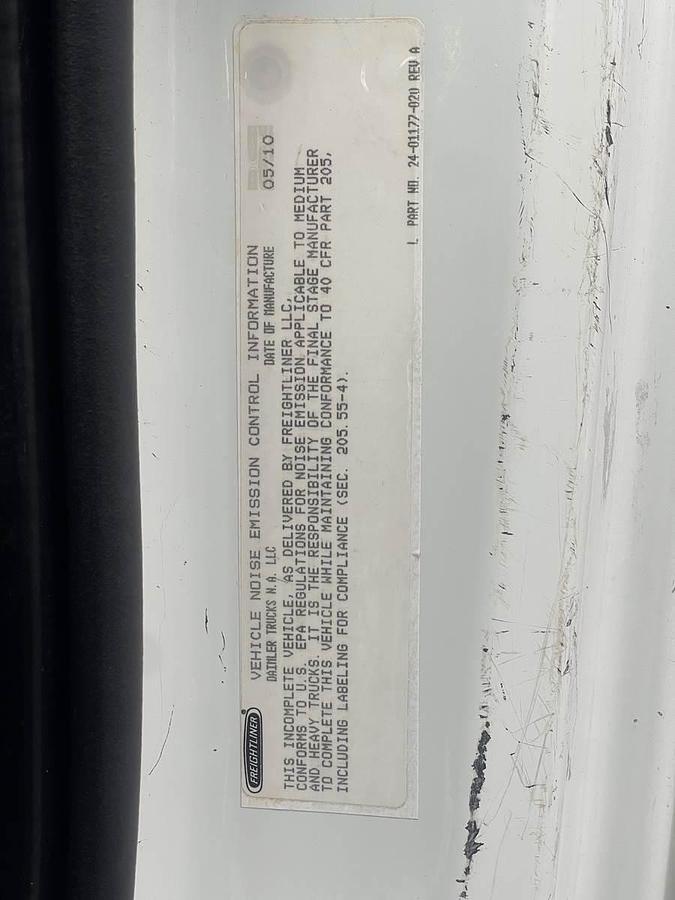 FREIGHTLINER®
VEHICLE NOISE EMISSION CONTROL INFORMATION
DAIMLER TRUCKS N.A. LLC DATE OF MANUFACTURE 05/10
THIS INCOMPLETE VEHICLE, AS DELIVERED BY FREIGHTLINER LLC,
CONFORMS TO U.S. EPA REGULATIONS FOR NOISE EMISSION APPLICABLE TO MEDIUM
AND HEAVY TRUCKS. IT IS THE RESPONSIBILITY OF THE FINAL STAGE MANUFACTURER
TO COMPLETE THIS VEHICLE WHILE MAINTAINING CONFORMANCE TO 40 CFR PART 205,
INCLUDING LABELING FOR COMPLIANCE (SEC. 205.55-4).
L PART NO. 24-01177-020 REV A